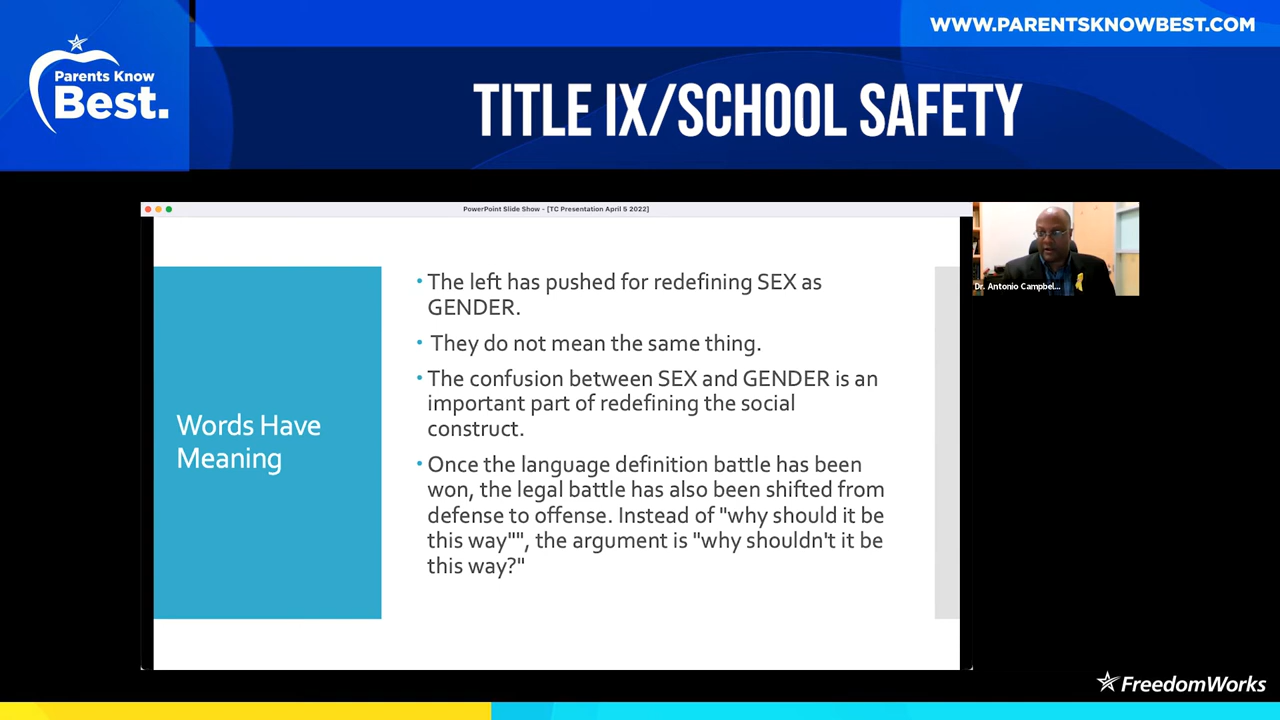 WWW.PARENTSKNOWBEST.COM
Parents Know
Best.
TITLE IX/SCHOOL SAFETY
PowerPoint Slide Show - [TC Presentation April 5 2022]
Words Have
Meaning
• The left has pushed for redefining SEX as
GENDER.
• They do not mean the same thing.
• The confusion between SEX and GENDER is an
important part of redefining the social
construct.
• Once the language definition battle has been
won, the legal battle has also been shifted from
defense to offense. Instead of "why should it be
this way"", the argument is "why shouldn't it be
this way?"
Dr. Antonio Campbel...
FreedomWorks